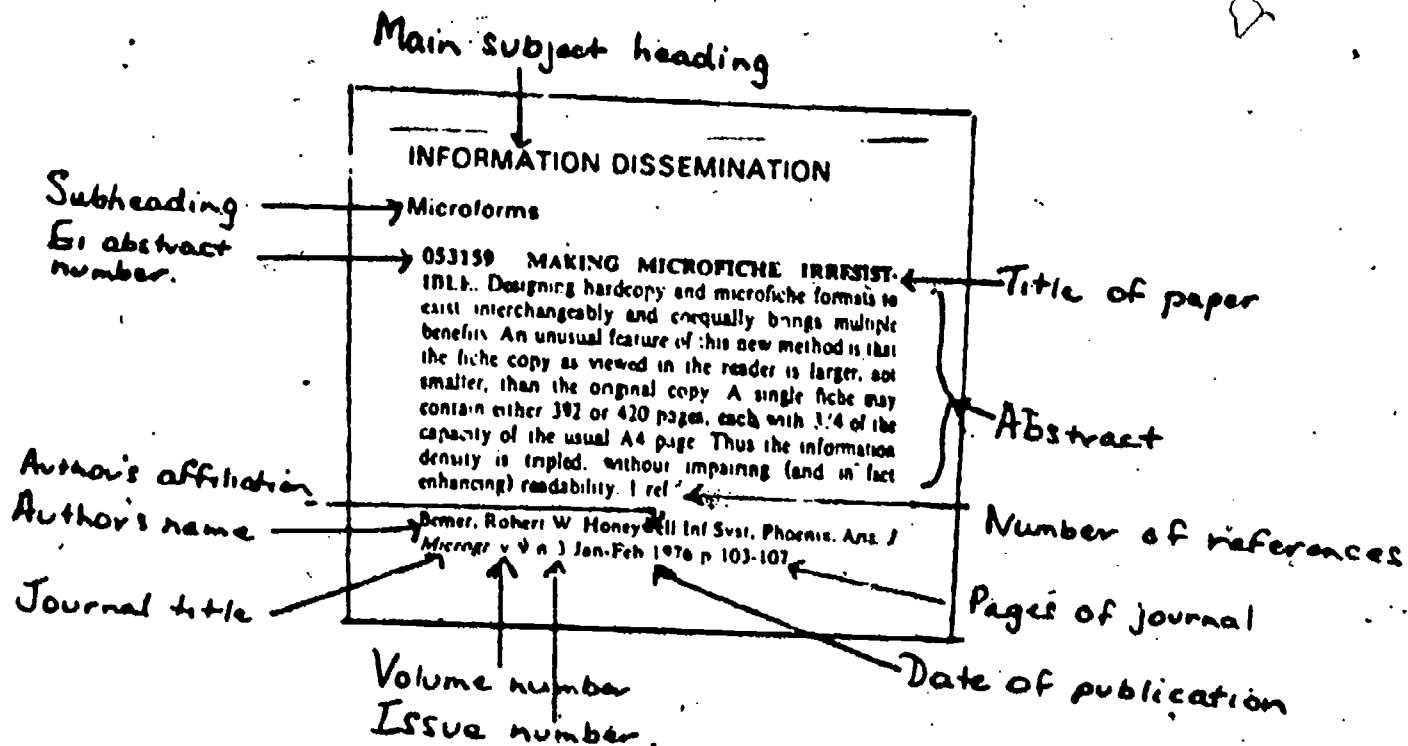 Main subject heading
INFORMATION DISSEMINATION
Subheading
Microforms
EI abstract
number.
053159 MAKING MICROFICHE IRRESIST-
IBLE. Designing hardcopy and microfiche formats to
exist interchangeably and coequally brings multiple
benefits. An unusual feature of this new method is that
the fiche copy as viewed in the reader is larger, not
smaller, than the original copy. A single fiche may
contain either 392 or 420 pages, each with 3/4 of the
capacity of the usual A4 page. Thus the information
density is tripled, without impairing (and in fact
enhancing) readability. 1 ref
Title of paper
Abstract
Number of references
Author's affiliation
Author's name
Bemer, Robert W Honeywell Inf Syst, Phoenix, Ariz. J
Microgr v 9 n 3 Jan-Feb 1976 p 103-107
Journal title
Pages of journal
Date of publication
Volume number
Issue number.